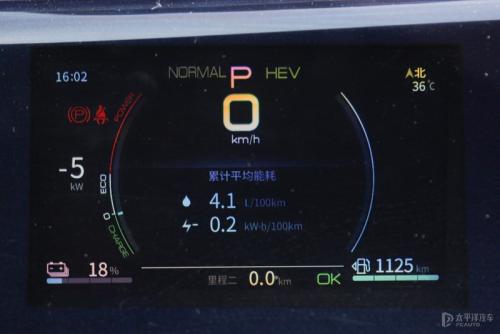 16:02
NORMAL P HEV
北
36℃
0
km/h
POWER
-5
kW
ECO
0
CHARGE
累计平均能耗
4.1 L/100km
0.2 kW·h/100km
18%
里程二 0.0km
OK
1125 km
太平洋汽车
PCAUTO